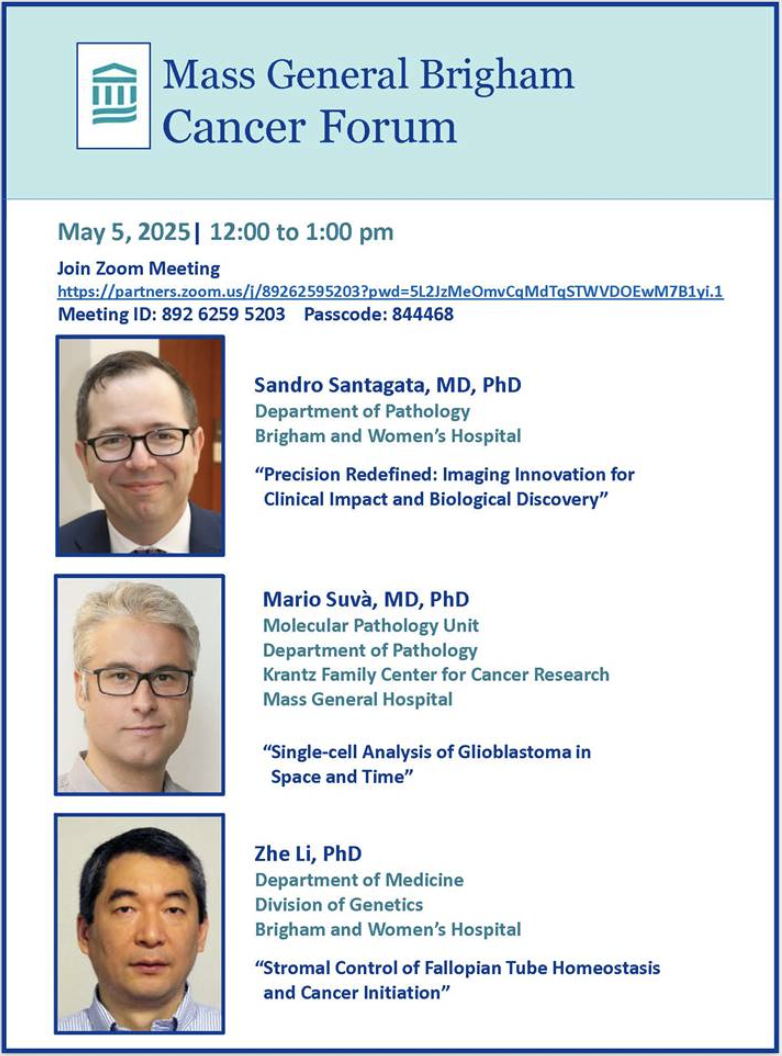 Mass General Brigham
Cancer Forum
May 5, 2025| 12:00 to 1:00 pm
Join Zoom Meeting
https://partners.zoom.us/j/89262595203?pwd=5L2JzMeOmvCqMdTqSTWVDOEwM7B1yi.1
Meeting ID: 892 6259 5203 Passcode: 844468
Sandro Santagata, MD, PhD
Department of Pathology
Brigham and Women’s Hospital
“Precision Redefined: Imaging Innovation for
Clinical Impact and Biological Discovery”
Mario Suvà, MD, PhD
Molecular Pathology Unit
Department of Pathology
Krantz Family Center for Cancer Research
Mass General Hospital
“Single-cell Analysis of Glioblastoma in
Space and Time”
Zhe Li, PhD
Department of Medicine
Division of Genetics
Brigham and Women’s Hospital
“Stromal Control of Fallopian Tube Homeostasis
and Cancer Initiation”